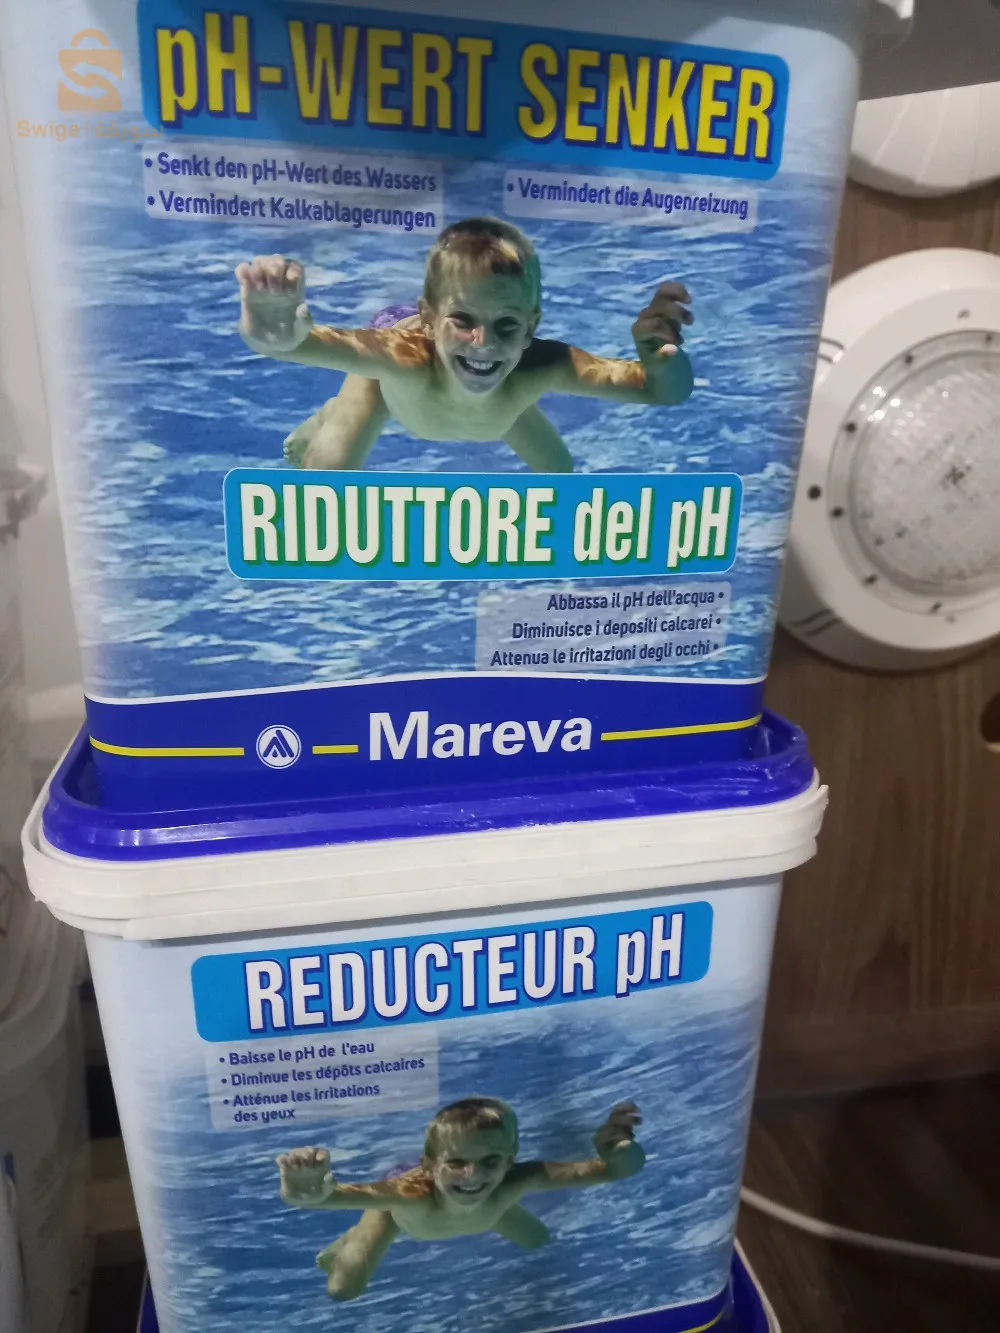 pH-WERT SENKER
• Senkt den pH-Wert des Wassers
• Vermindert Kalkablagerungen
• Vermindert die Augenreizung
RIDUTTORE del pH
Abbassa il pH dell'acqua •
Diminuisce i depositi calcarei •
Attenua le irritazioni degli occhi •
Mareva
REDUCTEUR pH
• Baisse le pH de l'eau
• Diminue les dépôts calcaires
• Atténue les irritations
des yeux